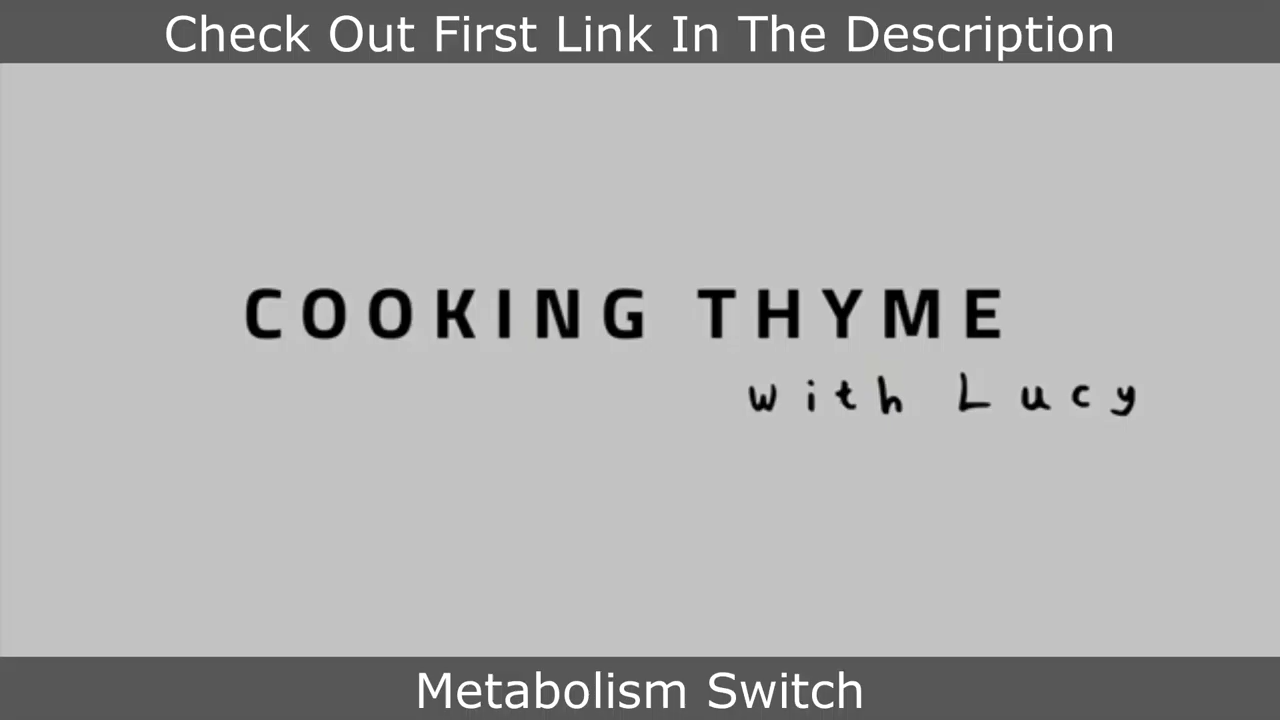 Check Out First Link In The Description
COOKING THYME
with Lucy
Metabolism Switch